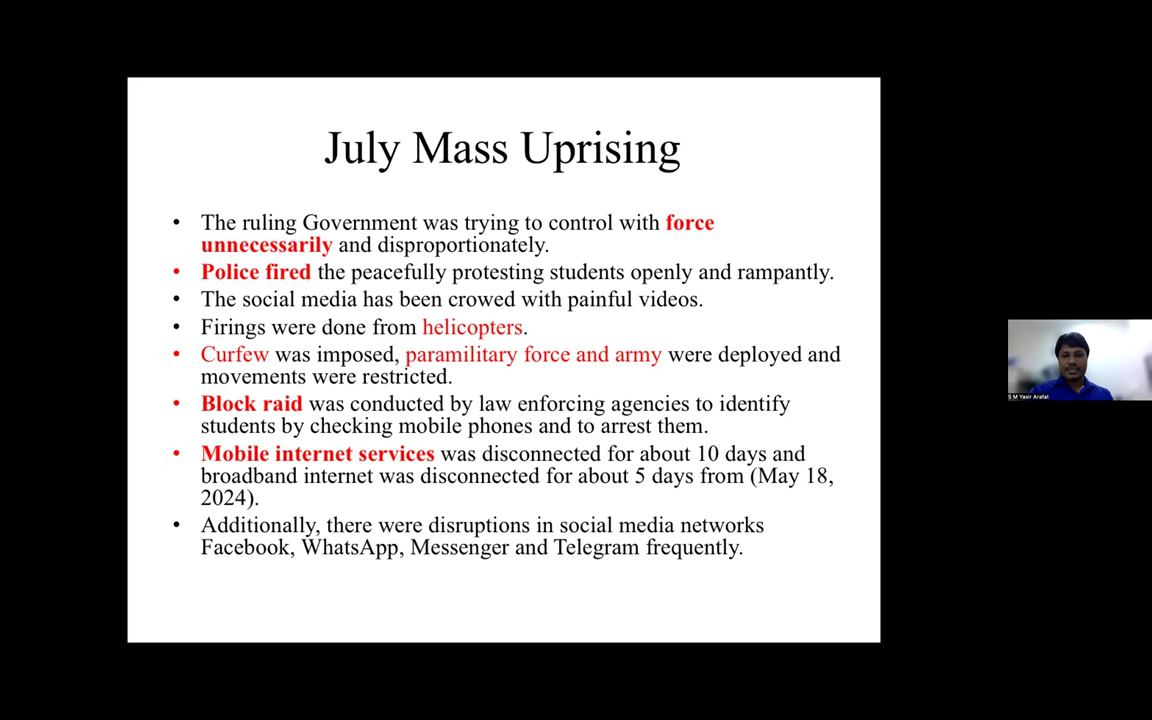 July Mass Uprising
• The ruling Government was trying to control with force
unnecessarily and disproportionately.
• Police fired the peacefully protesting students openly and rampantly.
• The social media has been crowed with painful videos.
• Firings were done from helicopters.
• Curfew was imposed, paramilitary force and army were deployed and
movements were restricted.
• Block raid was conducted by law enforcing agencies to identify
students by checking mobile phones and to arrest them.
• Mobile internet services was disconnected for about 10 days and
broadband internet was disconnected for about 5 days from (May 18,
2024).
• Additionally, there were disruptions in social media networks
Facebook, WhatsApp, Messenger and Telegram frequently.
S M Yasir Arafat